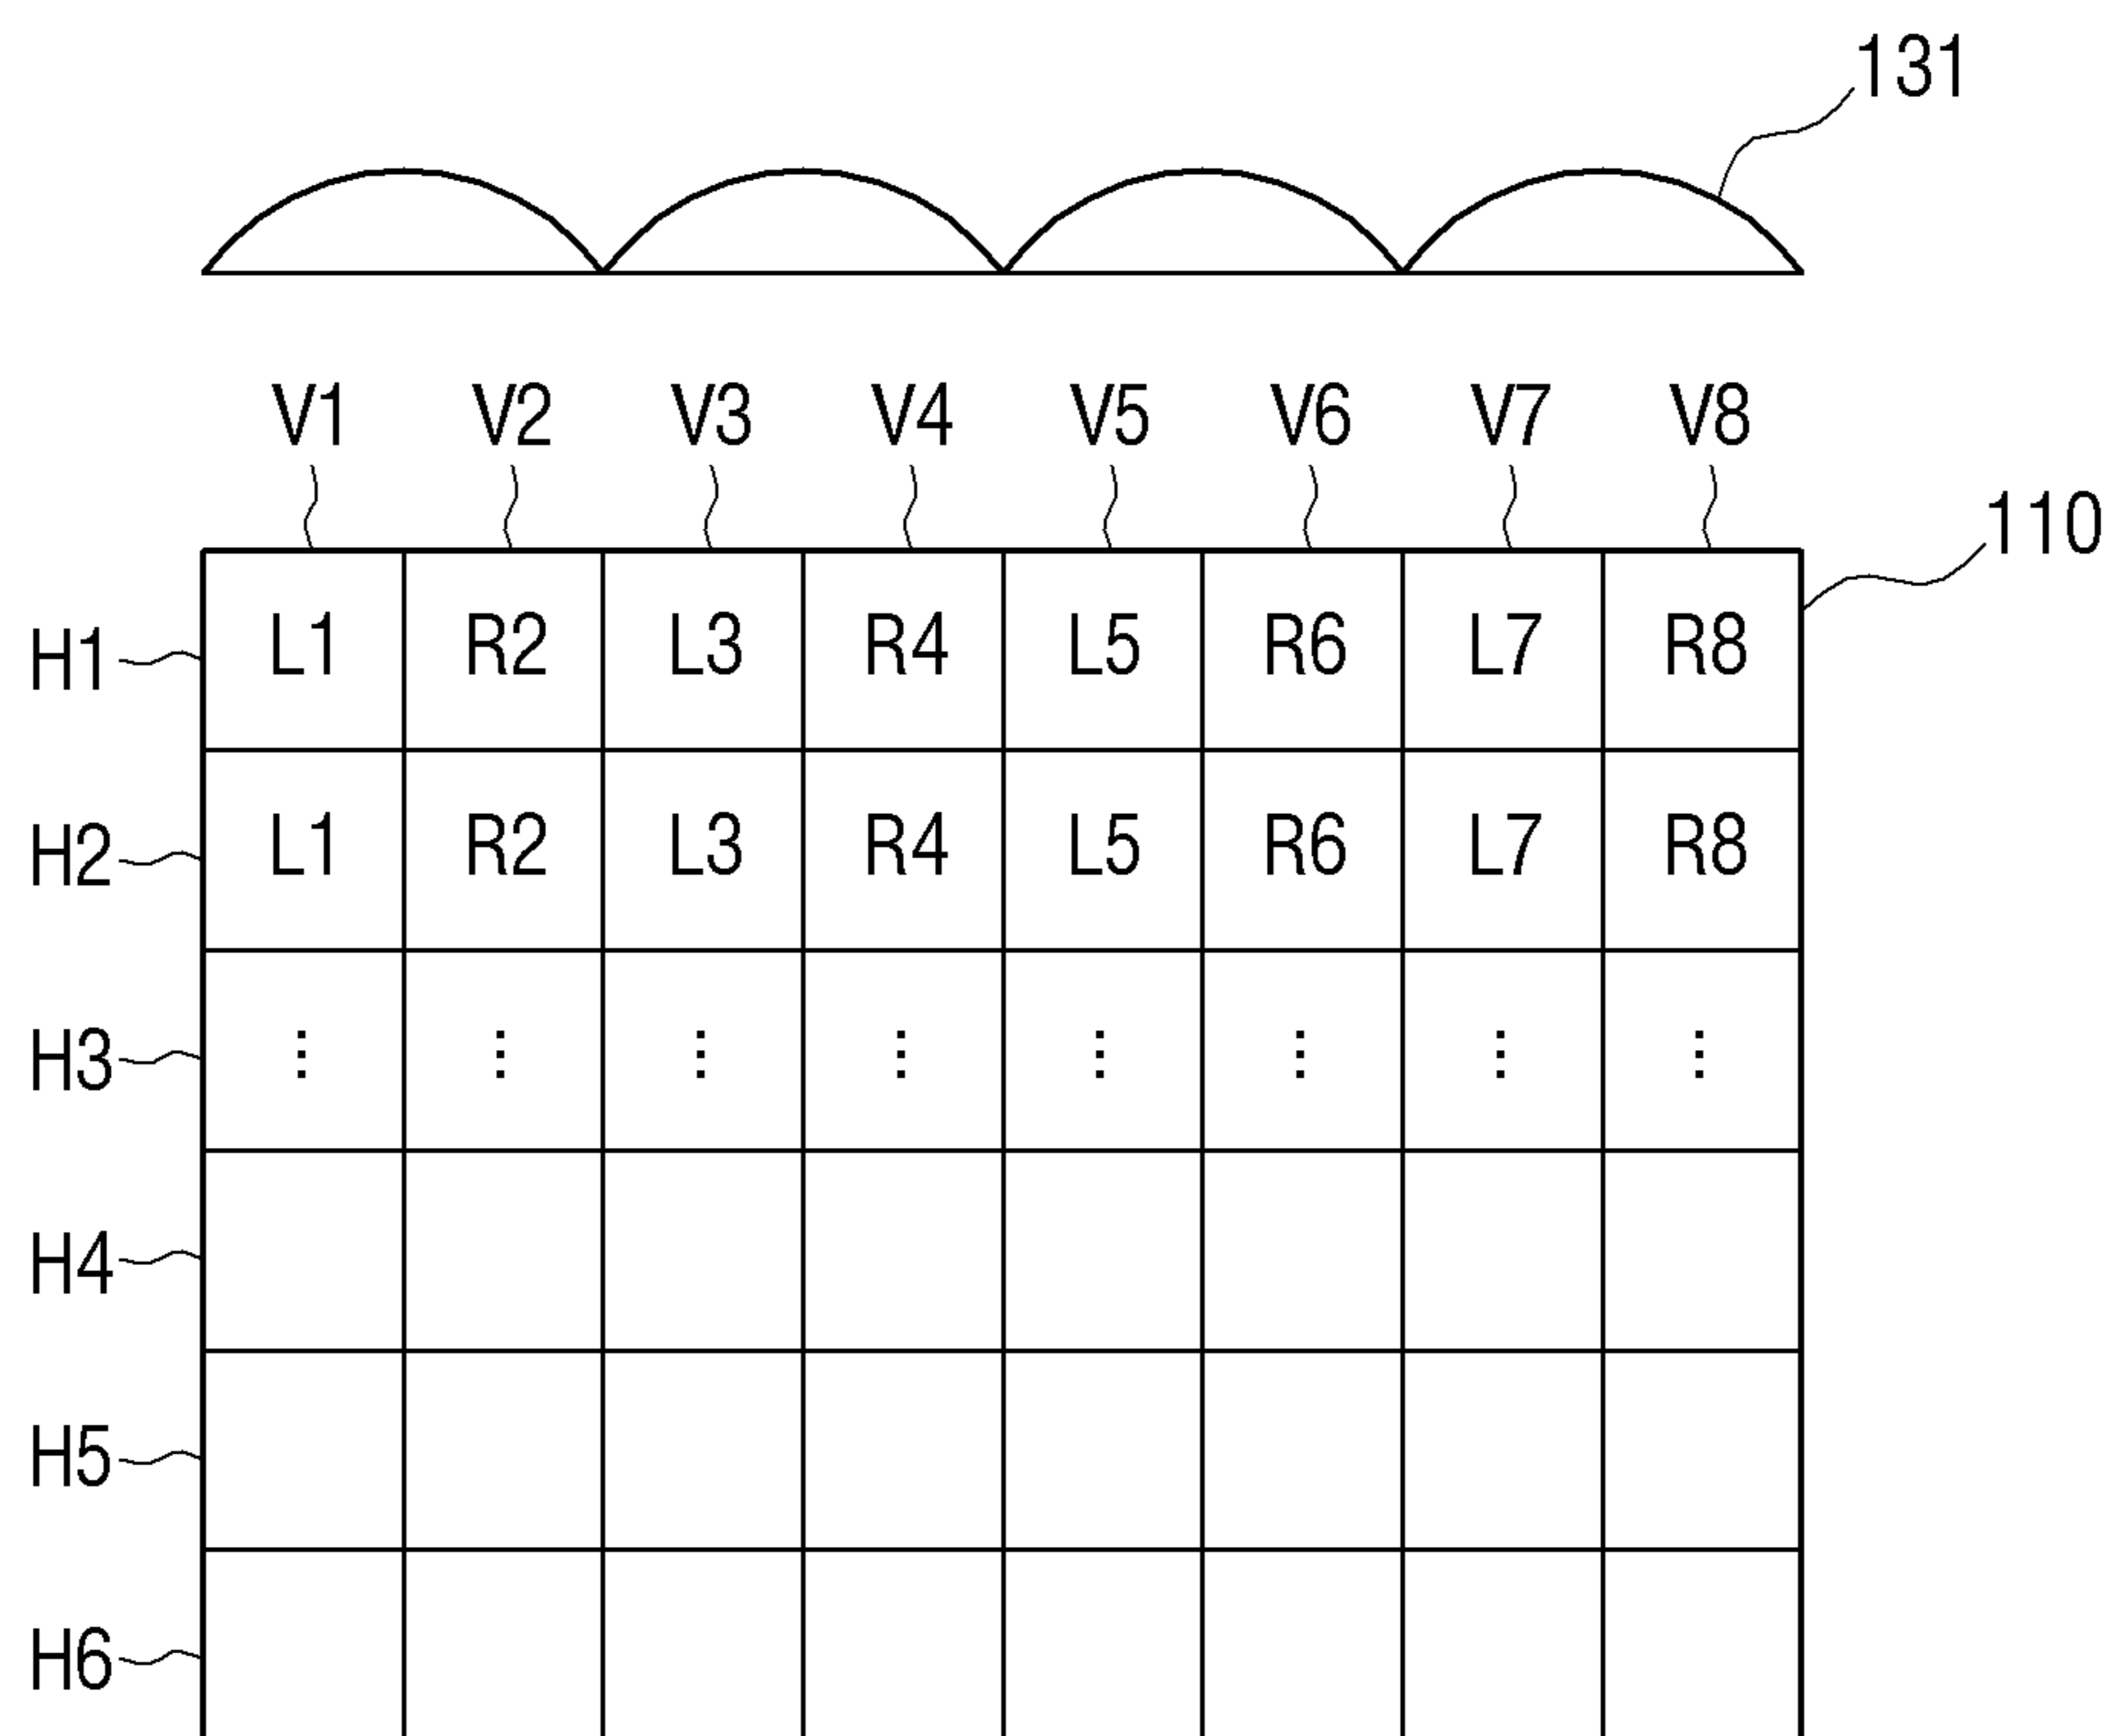 131
V1 V2 V3 V4 V5 V6 V7 V8
110
H1 L1 R2 L3 R4 L5 R6 L7 R8
H2 L1 R2 L3 R4 L5 R6 L7 R8
H3 ⋮ ⋮ ⋮ ⋮ ⋮ ⋮ ⋮ ⋮
H4
H5
H6